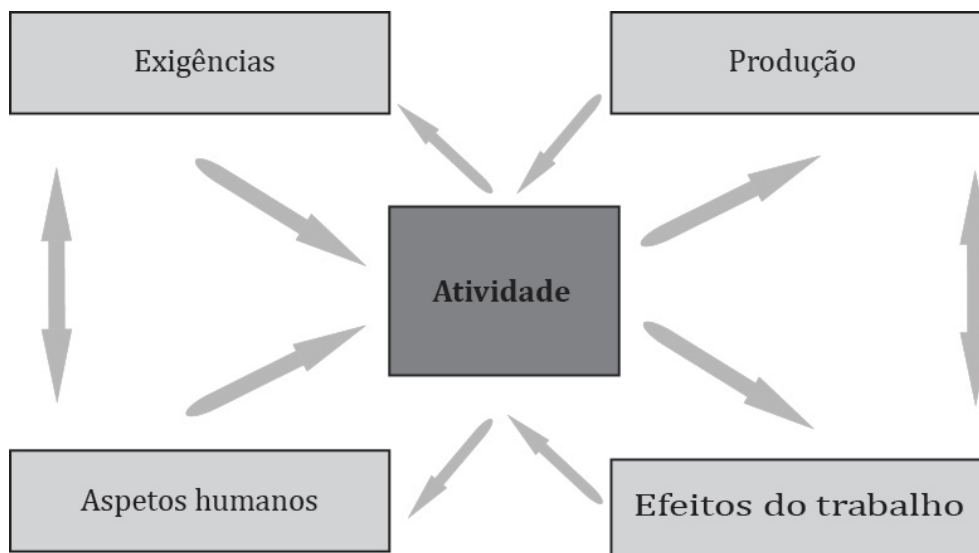 Exigências
Produção
Atividade
Aspetos humanos
Efeitos do trabalho